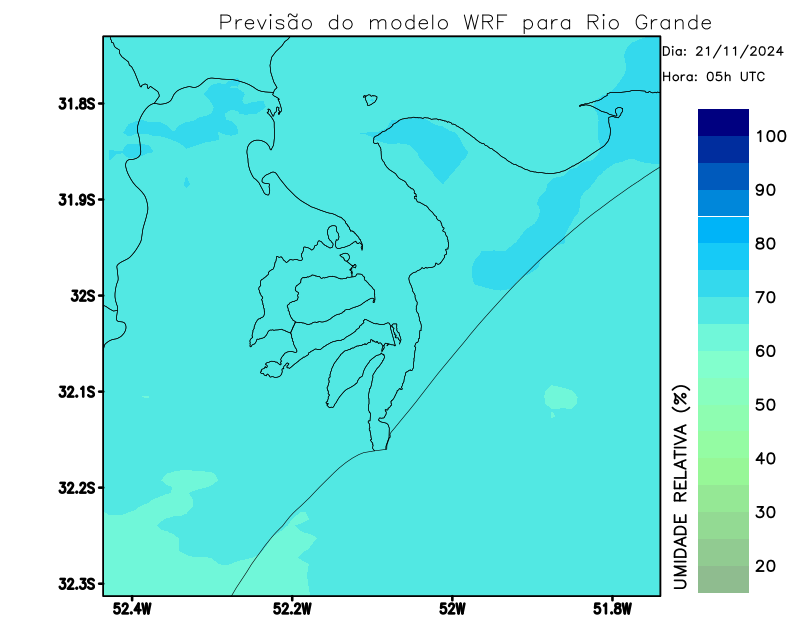 Previsão do modelo WRF para Rio Grande
Dia: 21/11/2024
Hora: 05h UTC
31.8S
31.9S
32S
32.1S
32.2S
32.3S
52.4W
52.2W
52W
51.8W
100
90
80
70
60
50
40
30
20
UMIDADE RELATIVA (%)